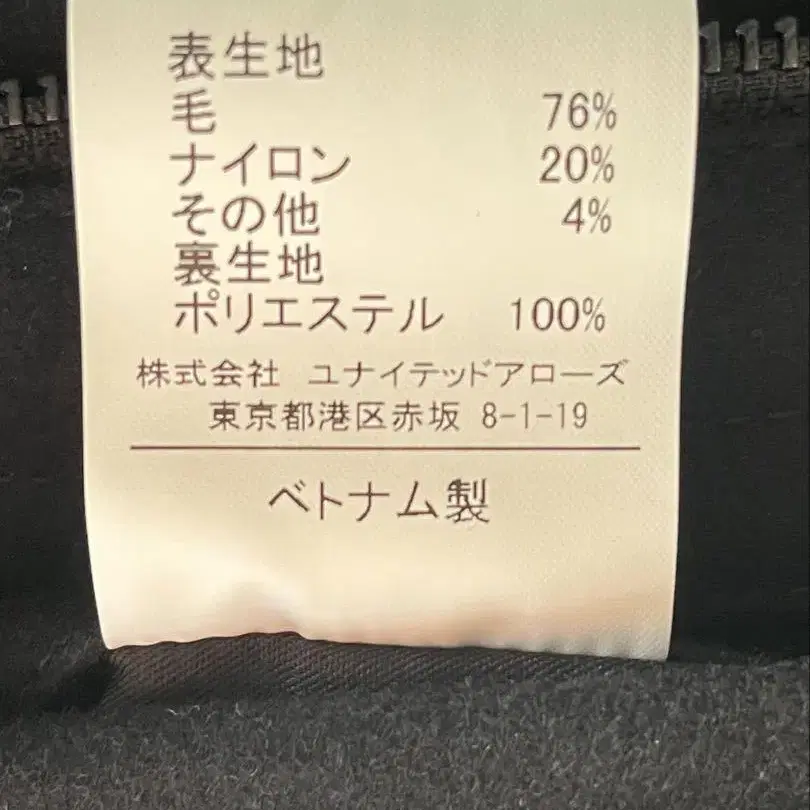 表生地
毛 76%
ナイロン 20%
その他 4%
裏生地
ポリエステル 100%
株式会社 ユナイテッドアローズ
東京都港区赤坂 8-1-19
ベトナム製